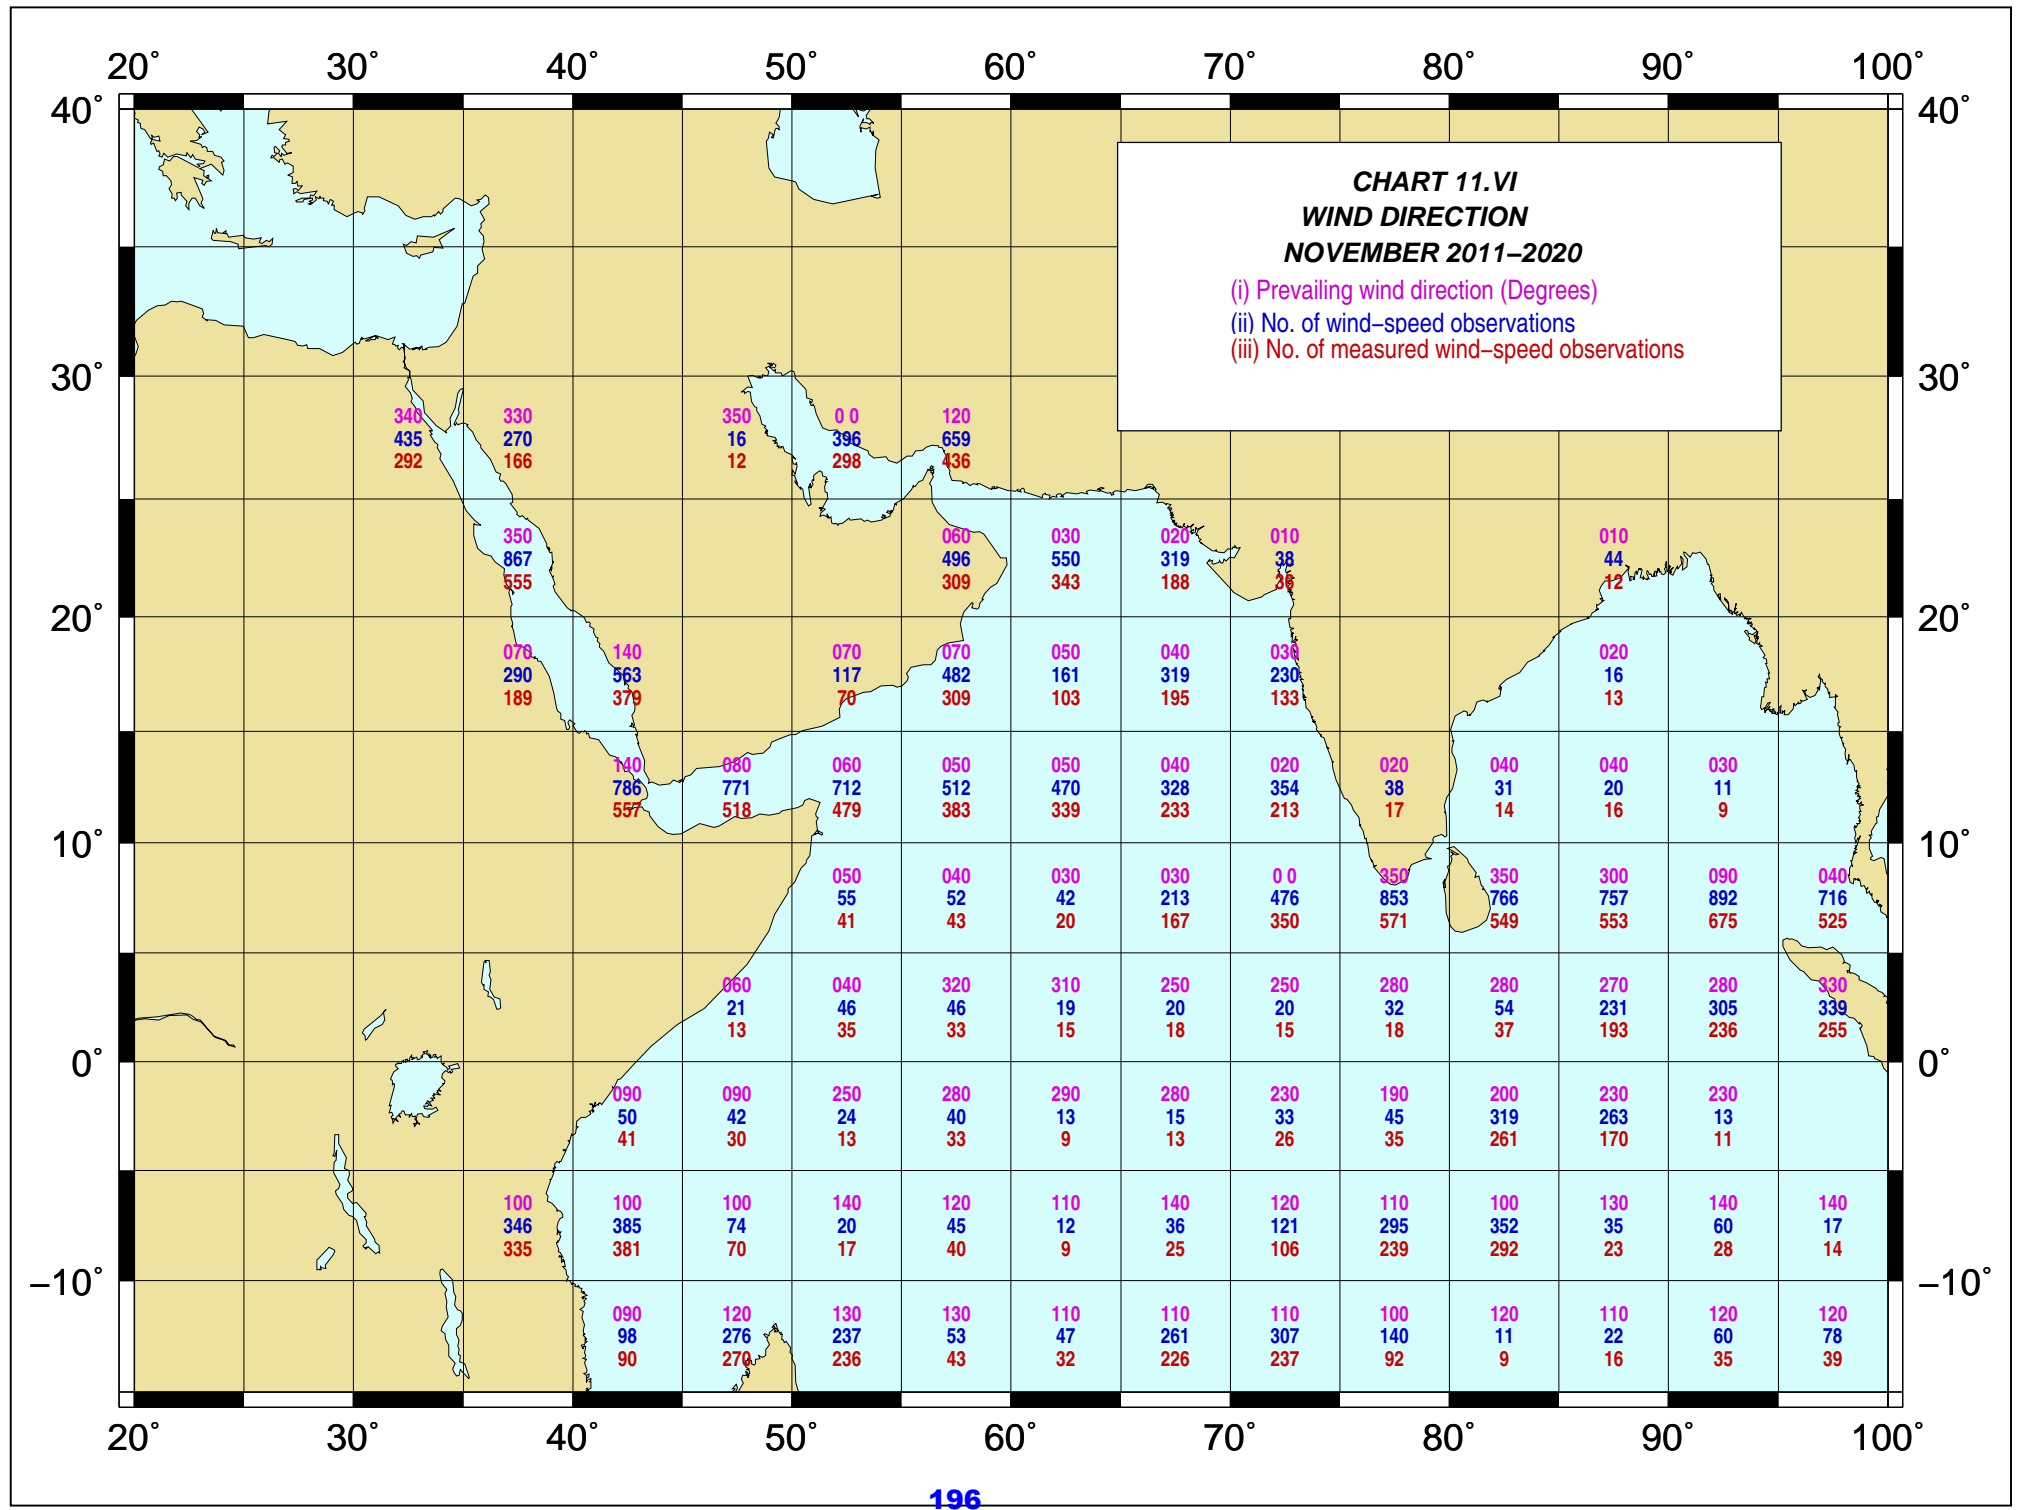 20° 30° 40° 50° 60° 70° 80° 90° 100°
40° 40°
CHART 11.VI
WIND DIRECTION
NOVEMBER 2011–2020
(i) Prevailing wind direction (Degrees)
(ii) No. of wind–speed observations
(iii) No. of measured wind–speed observations
30° 30°
340 330 350 0 0 120
435 270 16 396 659
292 166 12 298 436
350 060 030 020 010 010
867 496 550 319 38 44
555 309 343 188 36 12
20° 20°
070 140 070 070 050 040 030 020
290 563 117 482 161 319 230 16
189 379 70 309 103 195 133 13
140 080 060 050 050 040 020 020 040 040 030
786 771 712 512 470 328 354 38 31 20 11
557 518 479 383 339 233 213 17 14 16 9
10° 10°
050 040 030 030 0 0 350 350 300 090 040
55 52 42 213 476 853 766 757 892 716
41 43 20 167 350 571 549 553 675 525
060 040 320 310 250 250 280 280 270 280 330
21 46 46 19 20 20 32 54 231 305 339
13 35 33 15 18 15 18 37 193 236 255
0° 0°
090 090 250 280 290 280 230 190 200 230 230
50 42 24 40 13 15 33 45 319 263 13
41 30 13 33 9 13 26 35 261 170 11
100 100 100 140 120 110 140 120 110 100 130 140 140
346 385 74 20 45 12 36 121 295 352 35 60 17
335 381 70 17 40 9 25 106 239 292 23 28 14
–10° –10°
090 120 130 130 110 110 110 100 120 110 120 120
98 276 237 53 47 261 307 140 11 22 60 78
90 270 236 43 32 226 237 92 9 16 35 39
20° 30° 40° 50° 60° 70° 80° 90° 100°
196